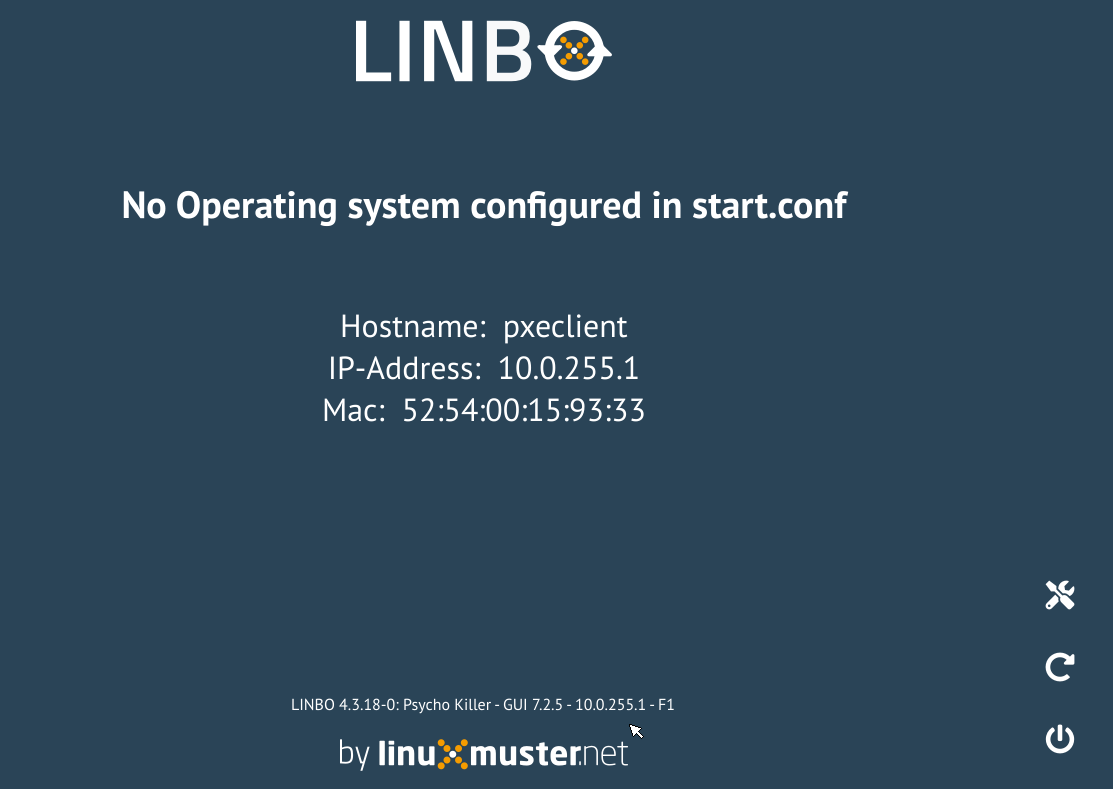 LINBO
No Operating system configured in start.conf
Hostname: pxeclient
IP-Address: 10.0.255.1
Mac: 52:54:00:15:93:33
LINBO 4.3.18-0: Psycho Killer - GUI 7.2.5 - 10.0.255.1 - F1
by linuxmuster.net